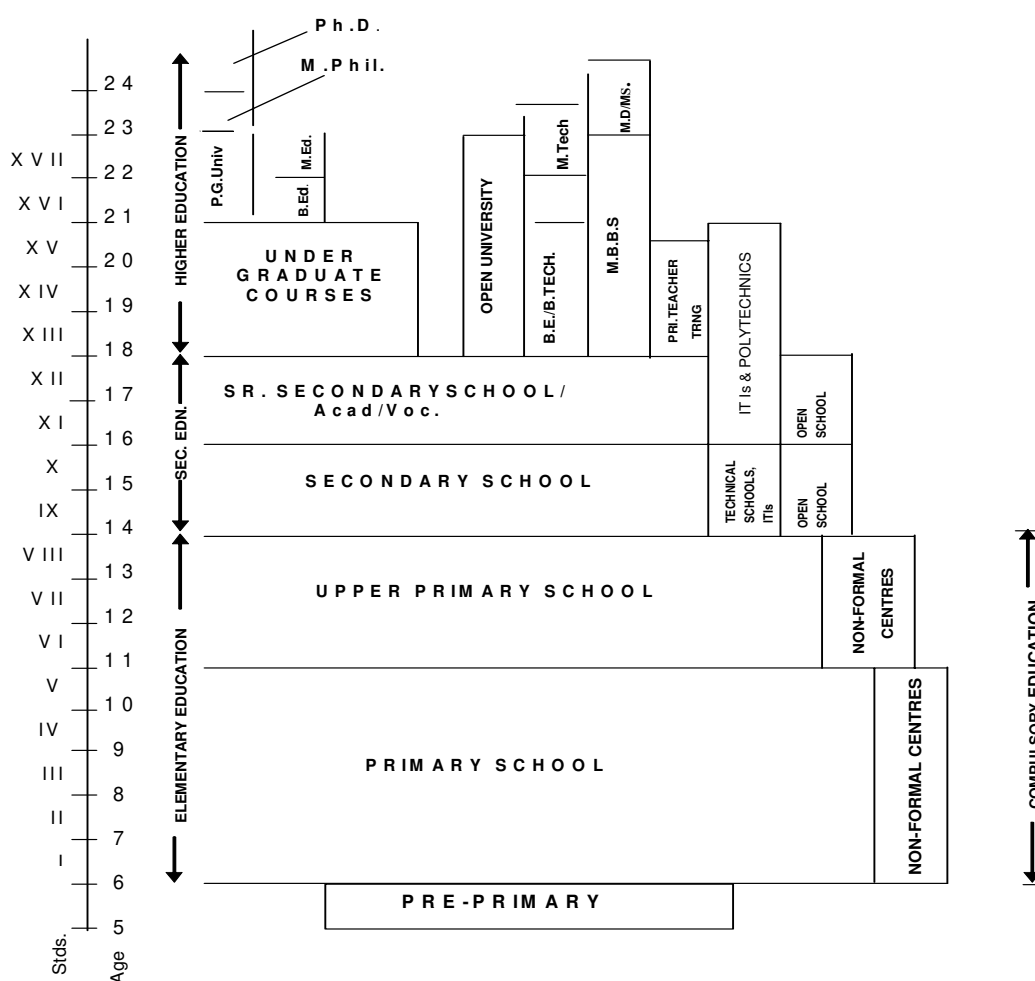 Ph.D.
M.Phil.
24
23
XVII
22
XVI
21
XV
20
XIV
19
XIII
18
XII
17
XI
16
X
15
IX
14
VIII
13
VII
12
VI
11
V
10
IV
9
III
8
II
7
I
6
5
Stds.
Age
HIGHER EDUCATION
SEC. EDN.
ELEMENTARY EDUCATION
P.G.Univ
M.Ed.
B.Ed.
UNDER
GRADUATE
COURSES
OPEN UNIVERSITY
M.Tech
B.E./B.TECH.
M.D/MS.
M.B.B.S
PRI.TEACHER
TRNG
IT Is & POLYTECHNICS
SR. SECONDARY SCHOOL/
Acad/Voc.
OPEN
SCHOOL
SECONDARY SCHOOL
TECHNICAL
SCHOOLS,
ITIs
OPEN
SCHOOL
UPPER PRIMARY SCHOOL
NON-FORMAL
CENTRES
PRIMARY SCHOOL
NON-FORMAL CENTRES
PRE-PRIMARY
COMPULSORY EDUCATION